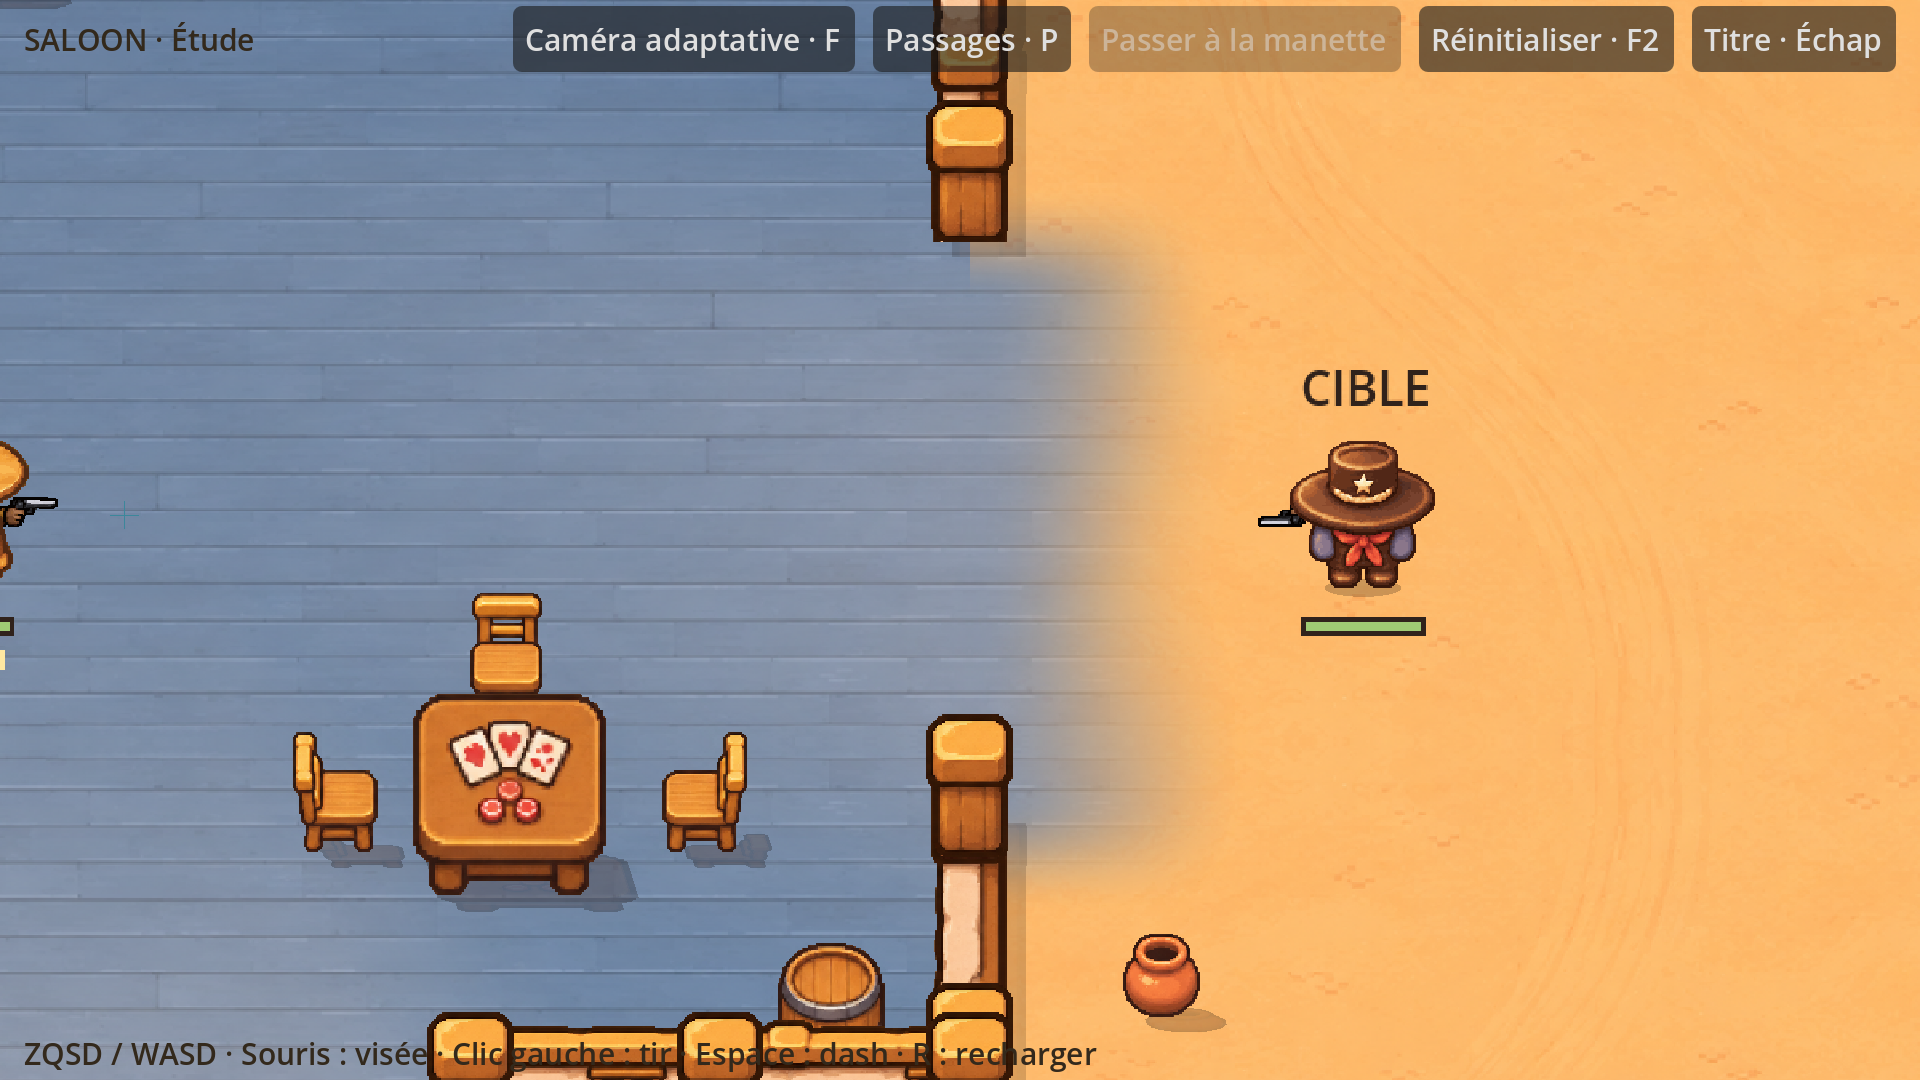 SALOON · Étude
Caméra adaptative · F
Passages · P
Passer à la manette
Réinitialiser · F2
Titre · Échap
CIBLE
ZQSD / WASD · Souris : visée · Clic gauche : tir · Espace : dash · R : recharger